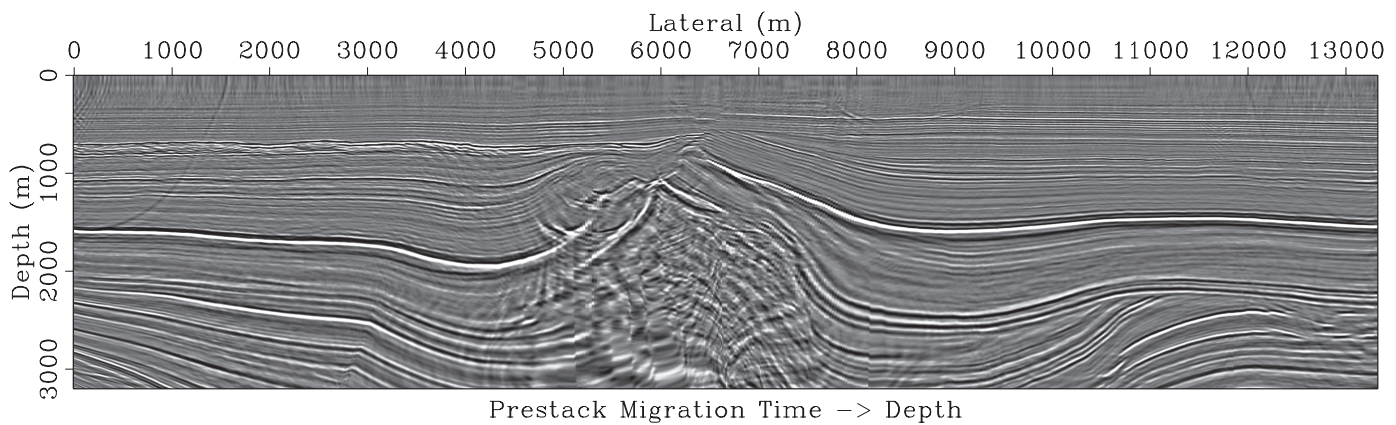 Lateral (m)
0 1000 2000 3000 4000 5000 6000 7000 8000 9000 10000 11000 12000 13000
0
1000
2000
3000
Depth (m)
Prestack Migration Time -> Depth